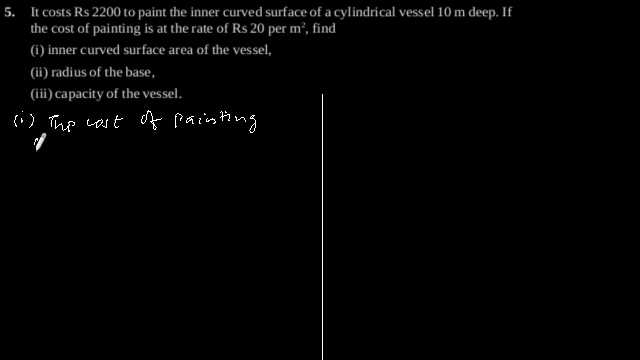 5. It costs Rs 2200 to paint the inner curved surface of a cylindrical vessel 10 m deep. If
the cost of painting is at the rate of Rs 20 per m², find
(i) inner curved surface area of the vessel,
(ii) radius of the base,
(iii) capacity of the vessel.
(i) The cost of painting